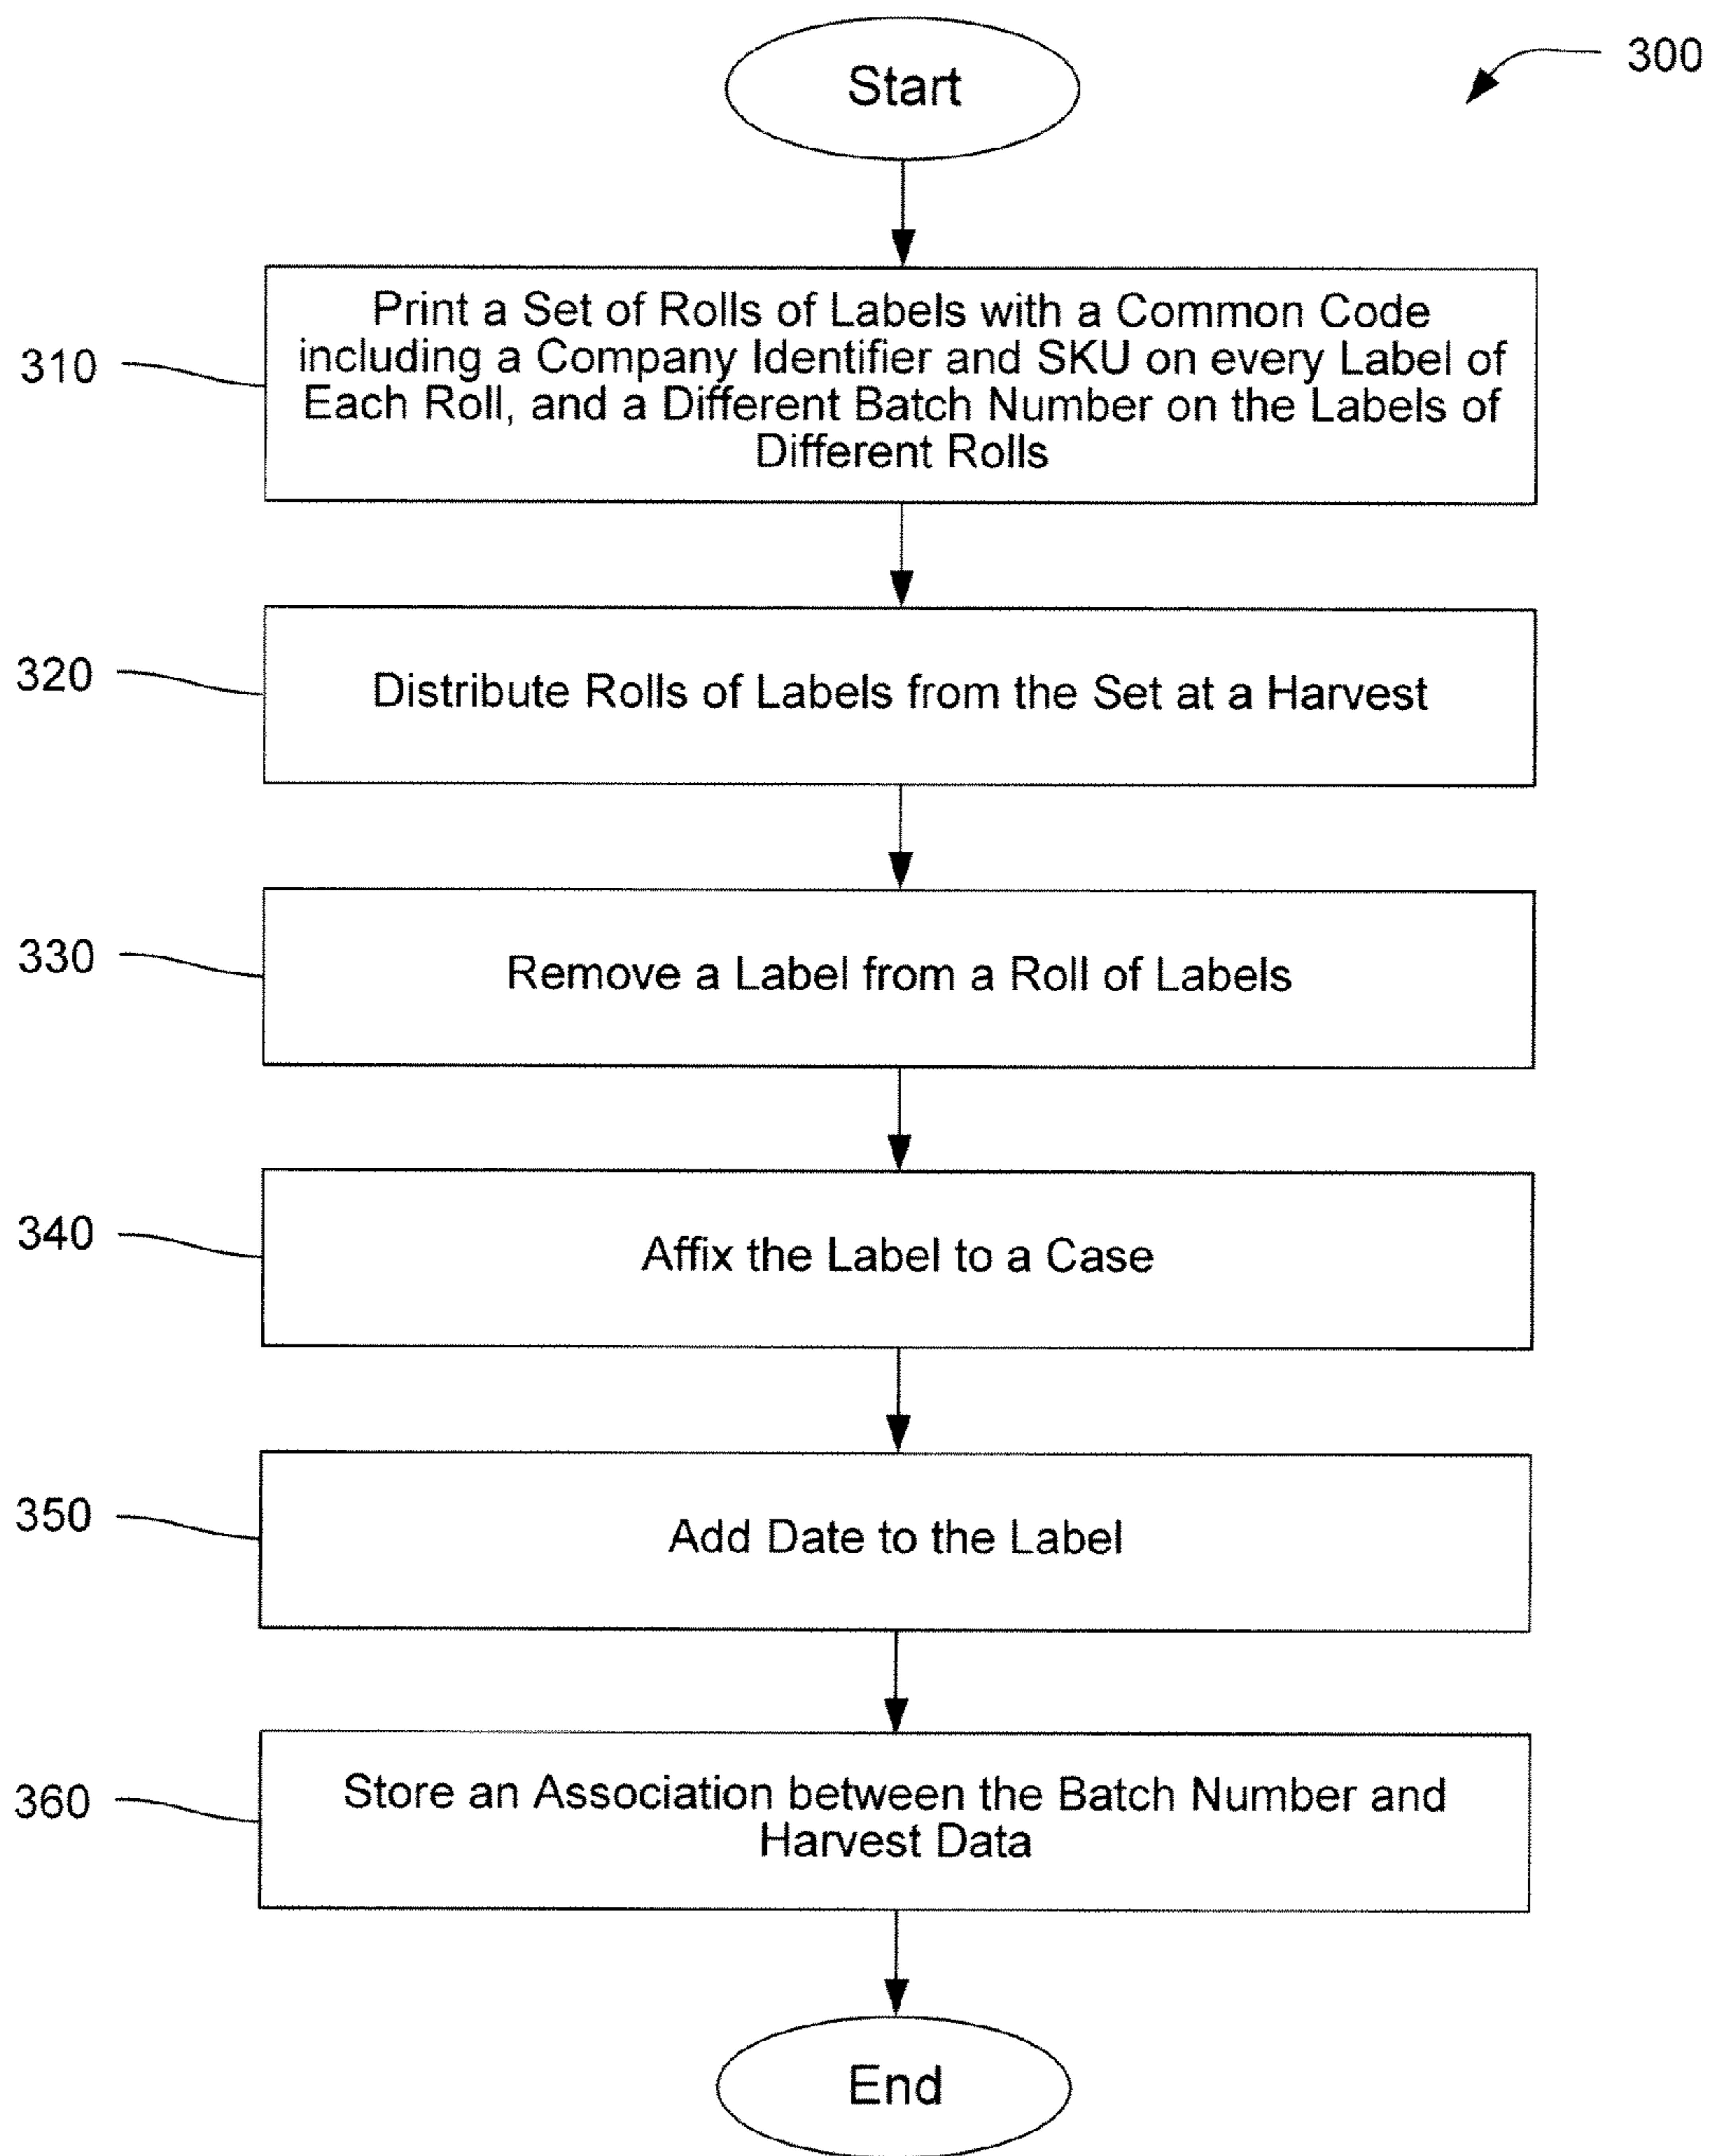 Start
300
310
Print a Set of Rolls of Labels with a Common Code
including a Company Identifier and SKU on every Label of
Each Roll, and a Different Batch Number on the Labels of
Different Rolls
320
Distribute Rolls of Labels from the Set at a Harvest
330
Remove a Label from a Roll of Labels
340
Affix the Label to a Case
350
Add Date to the Label
360
Store an Association between the Batch Number and
Harvest Data
End